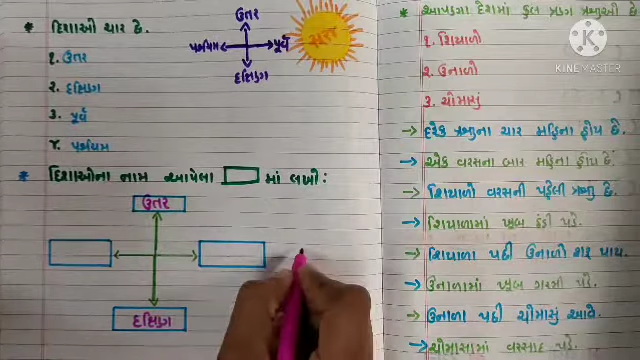 * દિશાઓ ચાર છે.
ઉત્તર
પશ્ચિમ
પૂર્વ
દક્ષિણ
સૂરજ
૧. ઉત્તર
૨. દક્ષિણ
૩. પૂર્વ
૪. પશ્ચિમ
* દિશાઓના નામ આપેલા માં લખો:
ઉત્તર
દક્ષિણ
* આપણા દેશમાં કુલ ત્રણ ઋતુઓ છે
૧. શિયાળો
૨. ઉનાળો
૩. ચોમાસું
→ દરેક ઋતુના ચાર મહિના હોય છે.
→ એક વરસના બાર મહિના હોય છે.
→ શિયાળો વરસની પહેલી ઋતુ છે.
→ શિયાળામાં ખૂબ ઠંડી પડે.
→ શિયાળા પછી ઉનાળો શરૂ થાય.
→ ઉનાળામાં ખૂબ ગરમી પડે.
→ ઉનાળા પછી ચોમાસું આવે.
→ ચોમાસામાં વરસાદ પડે.
KINEMASTER